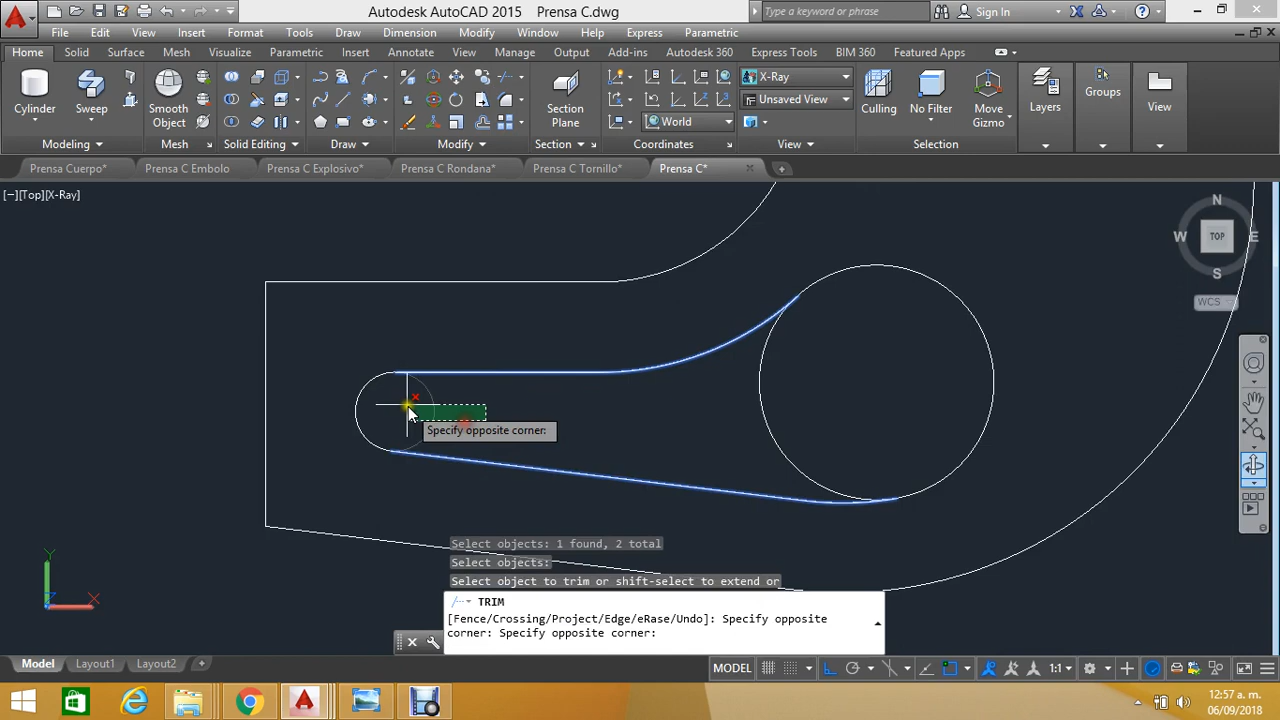 Autodesk AutoCAD 2015 Prensa C.dwg
Type a keyword or phrase
Sign In
File Edit View Insert Format Tools Draw Dimension Modify Window Help Express Parametric
Home Solid Surface Mesh Visualize Parametric Insert Annotate View Manage Output Add-ins Autodesk 360 Express Tools BIM 360 Featured Apps
Cylinder
Sweep
Smooth
Object
Section
Plane
X-Ray
Unsaved View
World
Culling
No Filter
Move
Gizmo
Layers
Groups
View
Modeling Mesh Solid Editing Draw Modify Section Coordinates View Selection
Prensa Cuerpo* Prensa C Embolo Prensa C Explosivo* Prensa C Rondana* Prensa C Tornillo* Prensa C*
[−][Top][X-Ray]
N
W TOP E
S
WCS
Specify opposite corner:
Y
X
Z
Select objects: 1 found, 2 total
Select objects:
Select object to trim or shift-select to extend or
TRIM
[Fence/Crossing/Project/Edge/eRase/Undo]: Specify opposite
corner: Specify opposite corner:
Model Layout1 Layout2
MODEL
1:1
12:57 a. m.
06/09/2018